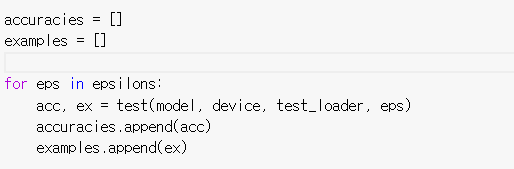 accuracies = []
examples = []
for eps in epsilons:
    acc, ex = test(model, device, test_loader, eps)
    accuracies.append(acc)
    examples.append(ex)